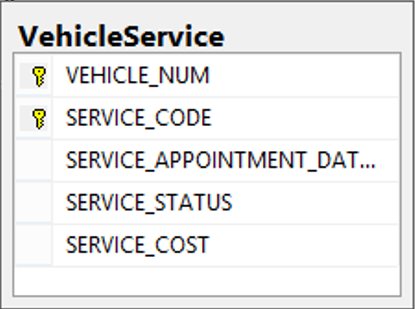 VehicleService
VEHICLE_NUM
SERVICE_CODE
SERVICE_APPOINTMENT_DAT...
SERVICE_STATUS
SERVICE_COST